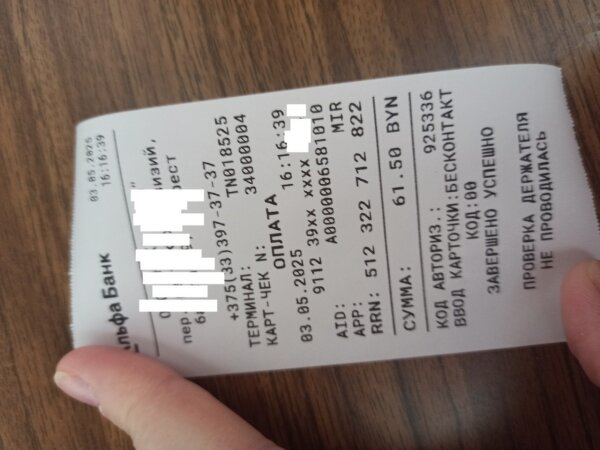 03.05.2025
16:16:39
Альфа Банк
пер.
+375(33)397-37-37
ТЕРМИНАЛ: TN018525
КАРТ-ЧЕК N: 34000004
ОПЛАТА
03.05.2025 16:16:39
9112 39xx xxxx
AID: A0000006581010
APP: MIR
RRN: 512 322 712 822
СУММА: 61.50 BYN
КОД АВТОРИЗ.: 925336
ВВОД КАРТОЧКИ:БЕСКОНТАКТ
КОД:00
ЗАВЕРШЕНО УСПЕШНО
ПРОВЕРКА ДЕРЖАТЕЛЯ
НЕ ПРОВОДИЛАСЬ